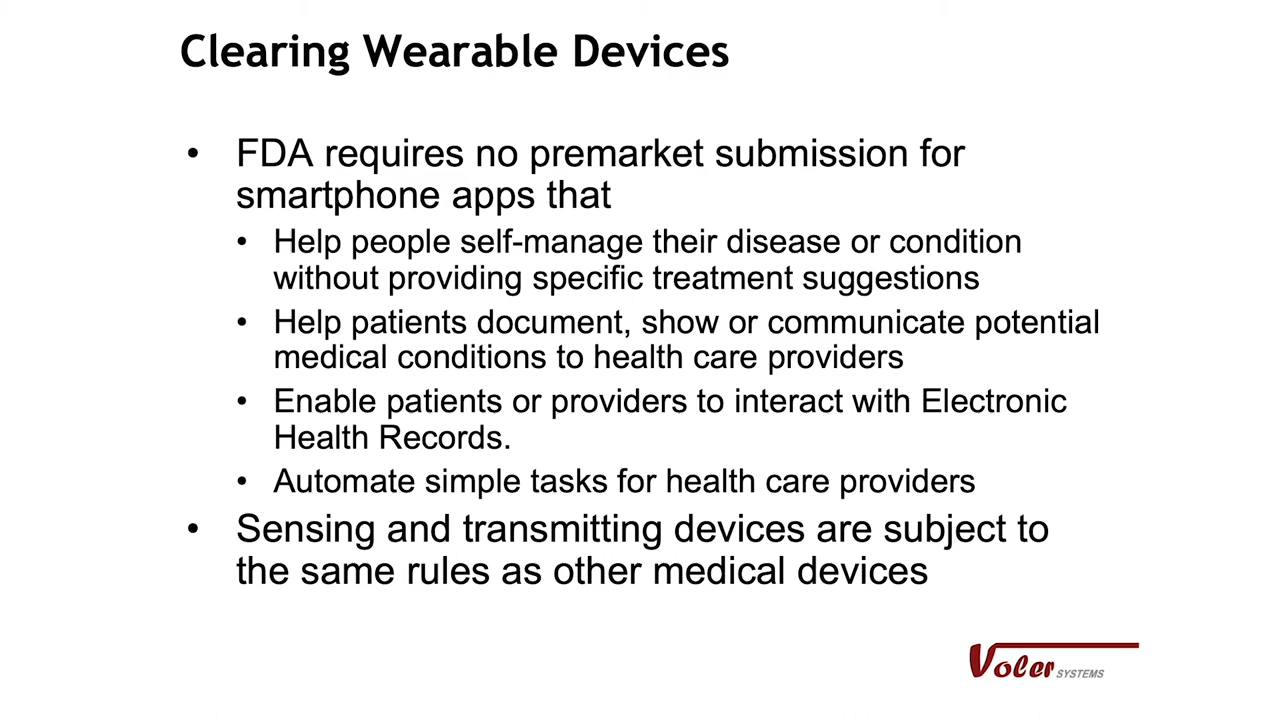 Clearing Wearable Devices
• FDA requires no premarket submission for
smartphone apps that
• Help people self-manage their disease or condition
without providing specific treatment suggestions
• Help patients document, show or communicate potential
medical conditions to health care providers
• Enable patients or providers to interact with Electronic
Health Records.
• Automate simple tasks for health care providers
• Sensing and transmitting devices are subject to
the same rules as other medical devices
Voler SYSTEMS